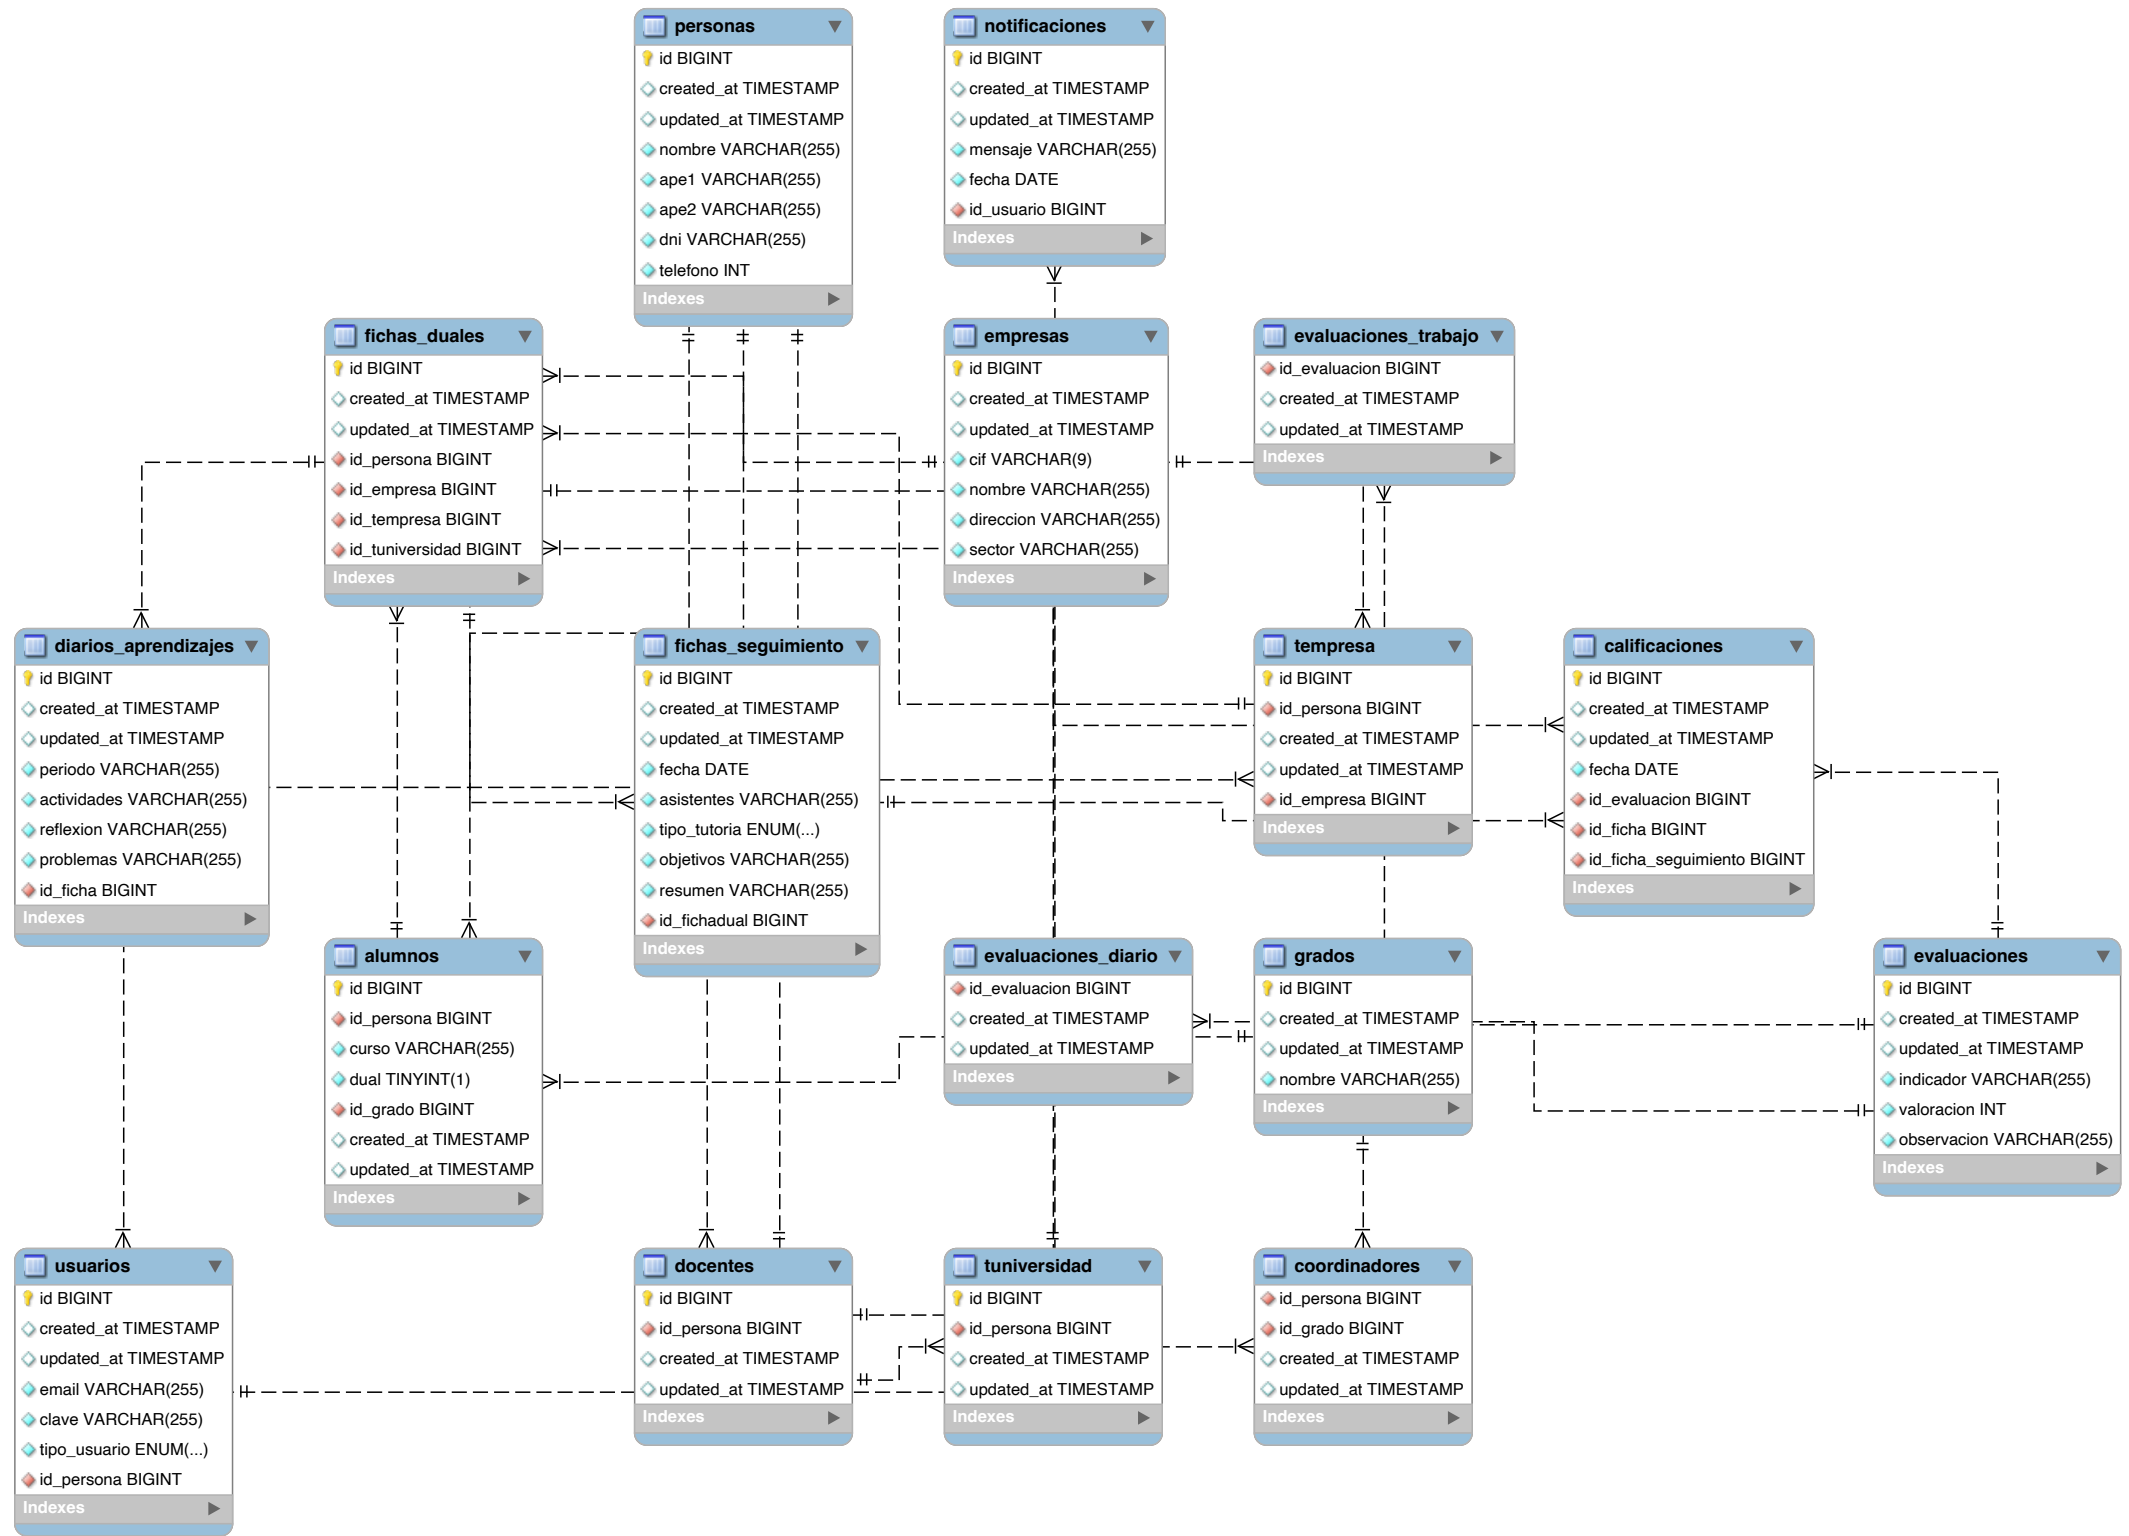 personas
id BIGINT
created_at TIMESTAMP
updated_at TIMESTAMP
nombre VARCHAR(255)
ape1 VARCHAR(255)
ape2 VARCHAR(255)
dni VARCHAR(255)
telefono INT
Indexes
notificaciones
id BIGINT
created_at TIMESTAMP
updated_at TIMESTAMP
mensaje VARCHAR(255)
fecha DATE
id_usuario BIGINT
Indexes
fichas_duales
id BIGINT
created_at TIMESTAMP
updated_at TIMESTAMP
id_persona BIGINT
id_empresa BIGINT
id_tempresa BIGINT
id_tuniversidad BIGINT
Indexes
empresas
id BIGINT
created_at TIMESTAMP
updated_at TIMESTAMP
cif VARCHAR(9)
nombre VARCHAR(255)
direccion VARCHAR(255)
sector VARCHAR(255)
Indexes
evaluaciones_trabajo
id_evaluacion BIGINT
created_at TIMESTAMP
updated_at TIMESTAMP
Indexes
diarios_aprendizajes
id BIGINT
created_at TIMESTAMP
updated_at TIMESTAMP
periodo VARCHAR(255)
actividades VARCHAR(255)
reflexion VARCHAR(255)
problemas VARCHAR(255)
id_ficha BIGINT
Indexes
fichas_seguimiento
id BIGINT
created_at TIMESTAMP
updated_at TIMESTAMP
fecha DATE
asistentes VARCHAR(255)
tipo_tutoria ENUM(...)
objetivos VARCHAR(255)
resumen VARCHAR(255)
id_fichadual BIGINT
Indexes
tempresa
id BIGINT
id_persona BIGINT
created_at TIMESTAMP
updated_at TIMESTAMP
id_empresa BIGINT
Indexes
calificaciones
id BIGINT
created_at TIMESTAMP
updated_at TIMESTAMP
fecha DATE
id_evaluacion BIGINT
id_ficha BIGINT
id_ficha_seguimiento BIGINT
Indexes
alumnos
id BIGINT
id_persona BIGINT
curso VARCHAR(255)
dual TINYINT(1)
id_grado BIGINT
created_at TIMESTAMP
updated_at TIMESTAMP
Indexes
evaluaciones_diario
id_evaluacion BIGINT
created_at TIMESTAMP
updated_at TIMESTAMP
Indexes
grados
id BIGINT
created_at TIMESTAMP
updated_at TIMESTAMP
nombre VARCHAR(255)
Indexes
evaluaciones
id BIGINT
created_at TIMESTAMP
updated_at TIMESTAMP
indicador VARCHAR(255)
valoracion INT
observacion VARCHAR(255)
Indexes
usuarios
id BIGINT
created_at TIMESTAMP
updated_at TIMESTAMP
email VARCHAR(255)
clave VARCHAR(255)
tipo_usuario ENUM(...)
id_persona BIGINT
Indexes
docentes
id BIGINT
id_persona BIGINT
created_at TIMESTAMP
updated_at TIMESTAMP
Indexes
tuniversidad
id BIGINT
id_persona BIGINT
created_at TIMESTAMP
updated_at TIMESTAMP
Indexes
coordinadores
id_persona BIGINT
id_grado BIGINT
created_at TIMESTAMP
updated_at TIMESTAMP
Indexes